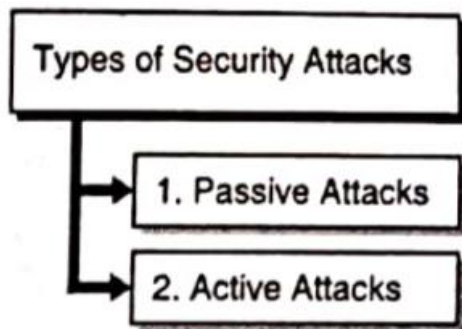 Types of Security Attacks
1. Passive Attacks
2. Active Attacks